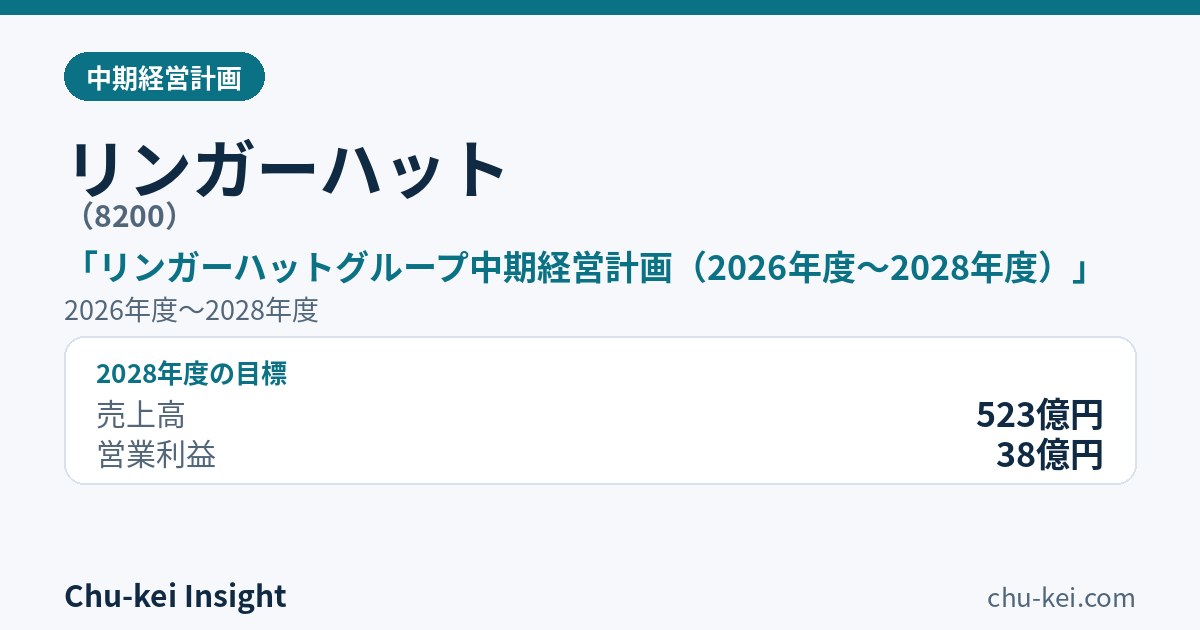 中期経営計画
リンガーハット
（8200）
「リンガーハットグループ中期経営計画（2026年度〜2028年度）」
2026年度〜2028年度
2028年度の目標
売上高 523億円
営業利益 38億円
Chu-kei Insight chu-kei.com